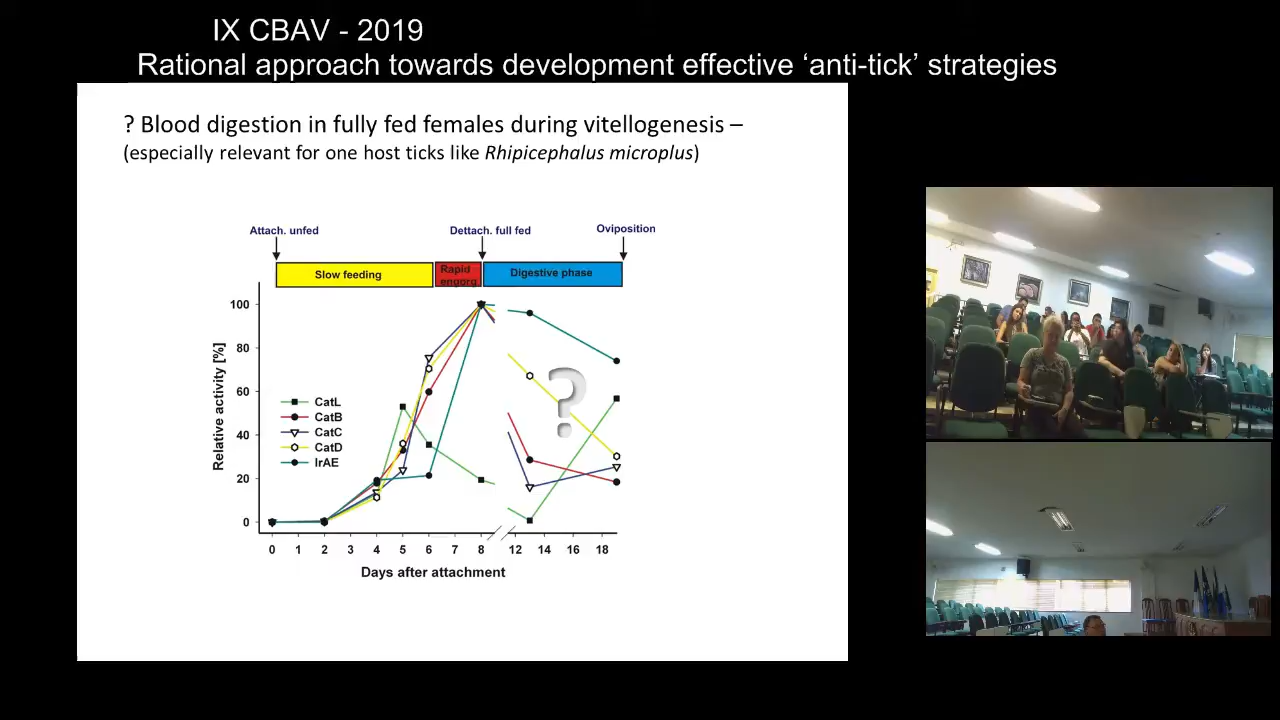 IX CBAV - 2019
Rational approach towards development effective ‘anti-tick’ strategies
? Blood digestion in fully fed females during vitellogenesis –
(especially relevant for one host ticks like Rhipicephalus microplus)
Attach. unfed
Dettach. full fed
Oviposition
Slow feeding
Rapid
engorg
Digestive phase
100
80
60
40
20
0
Relative activity [%]
CatL
CatB
CatC
CatD
IrAE
?
0 1 2 3 4 5 6 7 8 12 14 16 18
Days after attachment